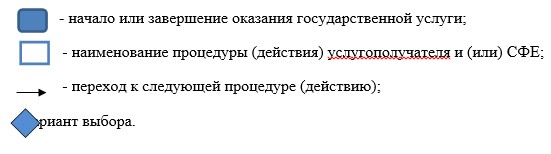 - начало или завершение оказания государственной услуги;
- наименование процедуры (действия) услугополучателя и (или) СФЕ;
- переход к следующей процедуре (действию);
риант выбора.